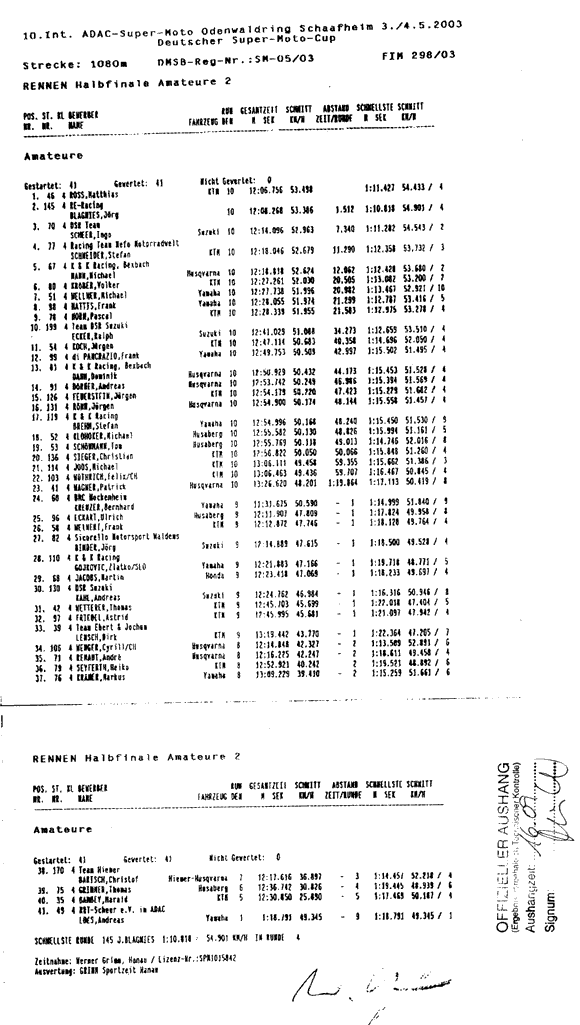 10.Int. ADAC-Super-Moto Odenwaldring Schaafheim 3./4.5.2003
Deutscher Super-Moto-Cup
Strecke: 1080m DMSB-Reg-Nr.:SM-05/03 FIM 298/03
RENNEN Halbfinale Amateure 2
POS. ST. KL BEWERBER RUN GESAMTZEIT SCHNITT ABSTAND SCHNELLSTE SCHNITT
NR. NR. NAME FAHRZEUG DEN M SEK KM/H ZEIT/RUNDE M SEK KM/H
Amateure
Gestartet: 41 Gewertet: 41 Nicht Gewertet: 0
1. 46 4 ROSS,Matthias KTM 10 12:06.756 53.498 1:11.427 54.433 / 4
2. 145 4 RE-Racing
BLAGNIES,Jörg 10 12:08.268 53.386 1.512 1:10.818 54.901 / 4
3. 70 4 DSR Team
SCHEER,Ingo Suzuki 10 12:14.096 52.963 7.340 1:11.282 54.543 / 2
4. 77 4 Racing Team Nefo Motorradwelt
SCHNEIDER,Stefan KTM 10 12:18.046 52.679 11.290 1:12.358 53.732 / 3
5. 67 4 K & K Racing, Bexbach
MANN,Michael Husqvarna 10 12:18.818 52.624 12.062 1:12.428 53.680 / 2
6. 80 4 KRÖBER,Volker KTM 10 12:27.261 52.030 20.505 1:13.082 53.200 / 7
7. 51 4 WELLNER,Michael Yamaha 10 12:27.738 51.996 20.982 1:13.467 52.921 / 10
8. 98 4 MATTES,Frank Yamaha 10 12:28.055 51.974 21.299 1:12.787 53.416 / 5
9. 78 4 HORN,Pascal KTM 10 12:28.339 51.955 21.583 1:12.975 53.278 / 4
10. 199 4 Team DSR Suzuki
ECKER,Ralph Suzuki 10 12:41.029 51.088 34.273 1:12.659 53.510 / 4
11. 54 4 KOCH,Jürgen KTM 10 12:47.114 50.683 40.358 1:14.696 52.050 / 4
12. 99 4 di PANCRAZIO,Frank Yamaha 10 12:49.753 50.509 42.997 1:15.502 51.495 / 4
13. 81 4 K & K Racing, Bexbach
DAHM,Dominik Husqvarna 10 12:50.929 50.432 44.173 1:15.453 51.528 / 4
14. 91 4 Andreas KTM 10 12:53.742 50.249 46.986 1:15.394 51.569 / 4
15. 126 4 FEUERSTEIN,Jürgen KTM 10 12:54.179 50.220 47.423 1:15.229 51.682 / 4
16. 131 4 RÖHM,Jürgen Husqvarna 10 12:54.900 50.174 48.144 1:15.558 51.457 / 4
17. 119 4 K & K Racing
BREHM,Stefan Yamaha 10 12:54.996 50.168 48.240 1:15.450 51.530 / 9
18. 52 4 KLOHOKER,Michael Husaberg 10 12:55.582 50.130 48.826 1:15.994 51.161 / 5
19. 53 4 SCHÖNMANN,Tom Husaberg 10 12:55.769 50.118 49.013 1:14.746 52.016 / 8
20. 136 4 SIEGER,Christian KTM 10 12:56.822 50.050 50.066 1:15.848 51.260 / 4
21. 114 4 JOOS,Michael KTM 10 13:06.111 49.458 59.355 1:15.662 51.386 / 3
22. 103 4 WÜTHRICH,Felix/CH KTM 10 13:06.463 49.436 59.707 1:16.467 50.845 / 4
23. 41 4 WAGNER,Patrick Husqvarna 10 13:26.620 48.201 1:19.864 1:17.113 50.419 / 8
24. 60 4 BRC Hockenheim
KREUZER,Bernhard Yamaha 9 11:31.675 50.590 - 1 1:14.999 51.840 / 9
25. 96 4 ECKART,Ulrich Husaberg 9 12:11.907 47.809 - 1 1:17.824 49.958 / 8
26. 58 4 WEINERT,Frank KTM 9 12:12.872 47.746 - 1 1:18.128 49.764 / 4
27. 82 4 Sicorello Motorsport Waldems
BINDER,Jörg Suzuki 9 12:14.889 47.615 - 1 1:18.500 49.528 / 4
28. 110 4 K & K Racing
GOJKOVIC,Zlatko/SLO Yamaha 9 12:21.883 47.166 - 1 1:19.718 48.771 / 5
29. 68 4 JACOBS,Martin Honda 9 12:23.418 47.069 - 1 1:18.233 49.697 / 4
30. 130 4 DSR Suzuki
KAHL,Andreas Suzuki 9 12:24.762 46.984 - 1 1:16.316 50.946 / 8
31. 42 4 WETTERER,Thomas KTM 9 12:45.703 45.699 - 1 1:22.018 47.404 / 5
32. 97 4 FRIEDEL,Astrid KTM 9 12:45.995 45.681 - 1 1:21.097 47.942 / 4
33. 39 4 Team Ebert & Jochum
LENSCH,Dirk KTM 9 13:19.442 43.770 - 1 1:22.364 47.205 / 7
34. 106 4 WENGER,Cyrill/CH Husqvarna 8 12:14.848 42.327 - 2 1:13.509 52.891 / 6
35. 71 4 REHART,André Husqvarna 8 12:16.225 42.247 - 2 1:18.611 49.458 / 4
36. 79 4 SEYFERTH,Heiko KTM 8 12:52.921 40.242 2 1:19.521 48.892 / 6
37. 76 4 KRAMER,Markus Yamaha 8 13:09.229 39.410 - 2 1:15.259 51.661 / 6
RENNEN Halbfinale Amateure 2
POS. ST. KL BEWERBER RUN GESAMTZEIT SCHNITT ABSTAND SCHNELLSTE SCHNITT
NR. NR. NAME FAHRZEUG DEN M SEK KM/H ZEIT/RUNDE M SEK KM/H
Amateure
Gestartet: 41 Gewertet: 41 Nicht Gewertet: 0
38. 170 4 Team Hiemer
BARTSCH,Christof Hiemer-Husqvarna 7 12:17.616 36.897 - 3 1:14.457 52.218 / 4
39. 75 4 GREINER,Thomas Husaberg 6 12:36.742 30.826 - 4 1:19.445 48.939 / 6
40. 35 4 Harald KTM 5 12:30.850 25.890 - 5 1:17.469 50.187 / 4
41. 49 4 RRT-Scheer e.V. im ADAC
LOES,Andreas Yamaha 1 1:18.791 49.345 - 9 1:18.791 49.345 / 1
SCHNELLSTE RUNDE 145 J.BLAGNIES 1:10.818 - 54.901 KM/H IN RUNDE 4
Zeitnahme: Werner Grimm, Hanau / Lizenz-Nr.:SPN1015842
Auswertung: GRIMM Sportzeit Hanau
OFFIZIELLER AUSHANG
(Ergebnis vorbehaltlich Technischer Kontrolle)
Aushangzeit:
Signum: